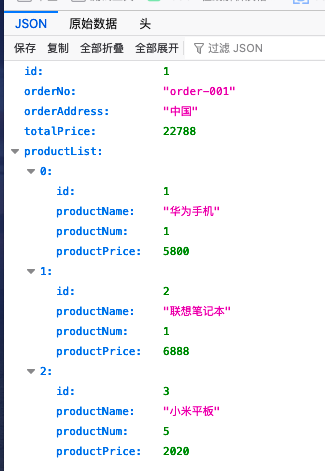 JSON 原始数据 头
保存 复制 全部折叠 全部展开 过滤 JSON
id: 1
orderNo: "order-001"
orderAddress: "中国"
totalPrice: 22788
productList:
0:
id: 1
productName: "华为手机"
productNum: 1
productPrice: 5800
1:
id: 2
productName: "联想笔记本"
productNum: 1
productPrice: 6888
2:
id: 3
productName: "小米平板"
productNum: 5
productPrice: 2020